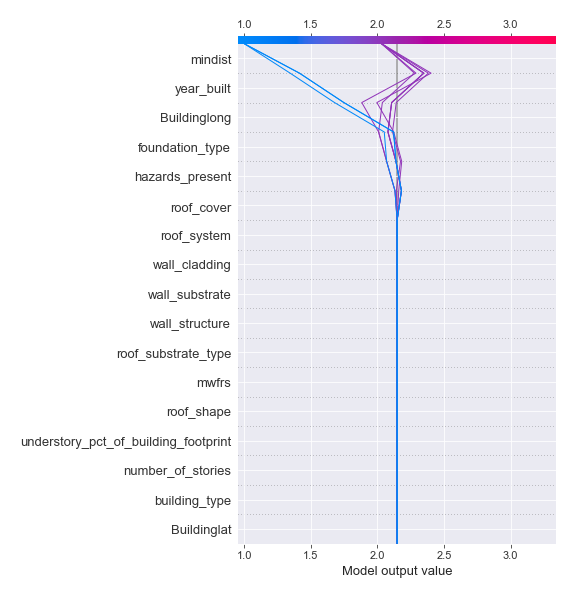 1.0 1.5 2.0 2.5 3.0
mindist
year_built
Buildinglong
foundation_type
hazards_present
roof_cover
roof_system
wall_cladding
wall_substrate
wall_structure
roof_substrate_type
mwfrs
roof_shape
understory_pct_of_building_footprint
number_of_stories
building_type
Buildinglat
1.0 1.5 2.0 2.5 3.0
Model output value